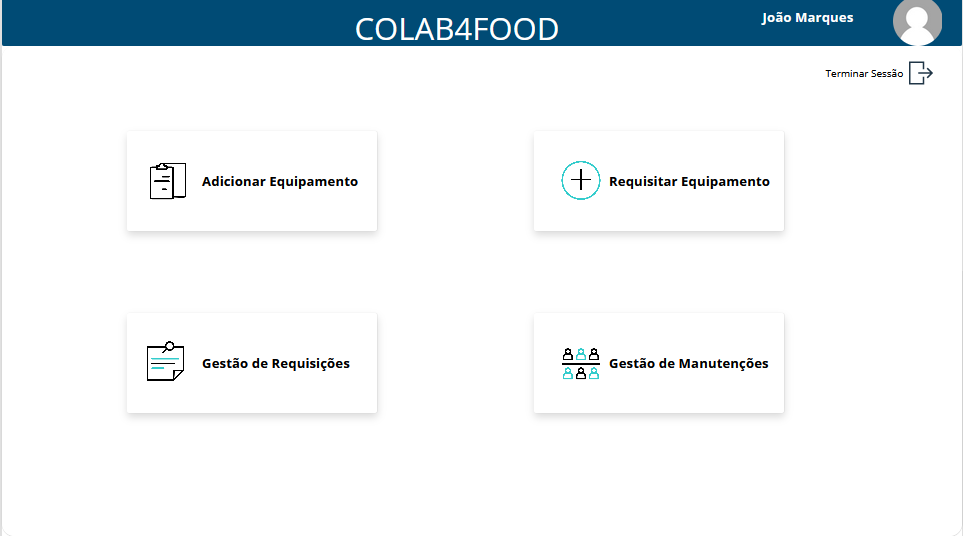 COLAB4FOOD
João Marques
Terminar Sessão
Adicionar Equipamento
Requisitar Equipamento
Gestão de Requisições
Gestão de Manutenções